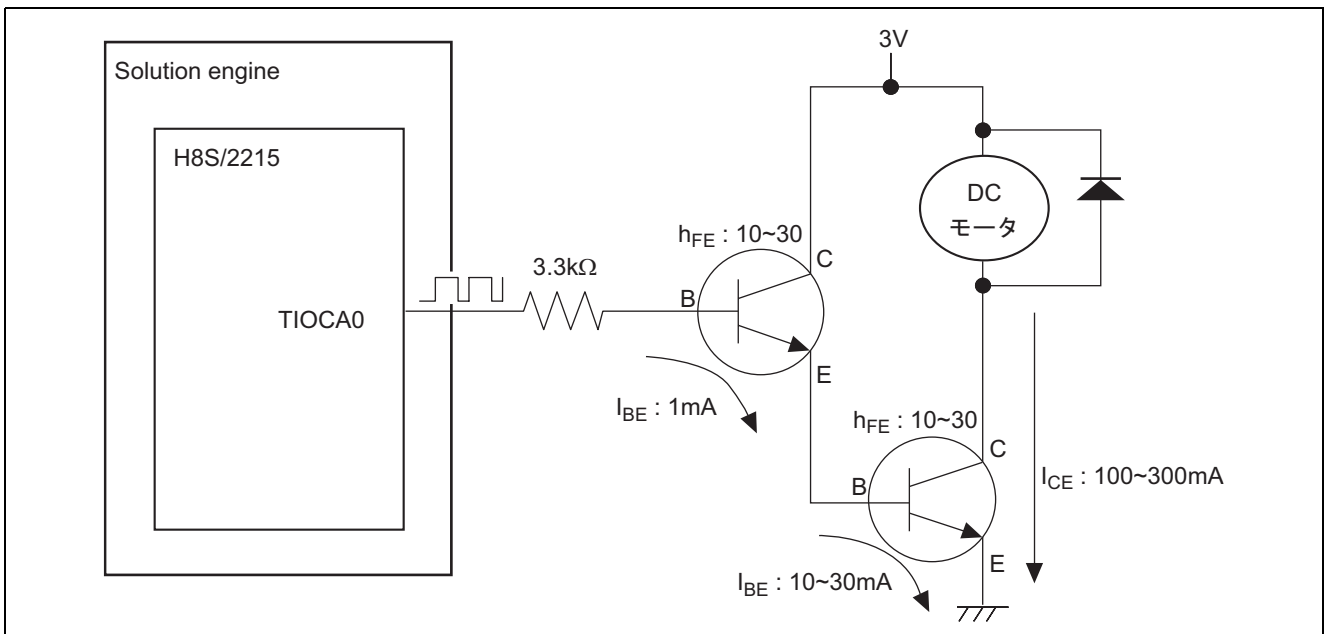 Solution engine
H8S/2215
TIOCA0
3.3kΩ
3V
DC
モータ
hFE : 10~30
B
C
E
IBE : 1mA
hFE : 10~30
B
C
E
IBE : 10~30mA
ICE : 100~300mA